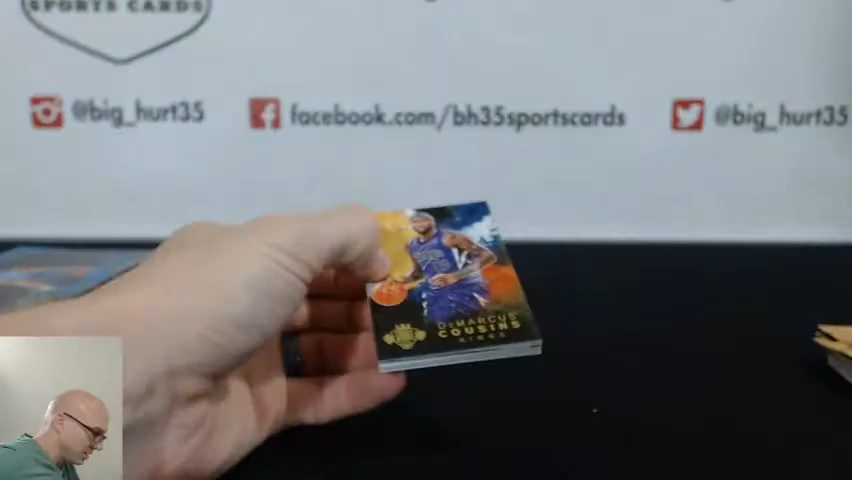 SPORTS CARDS
@big_hurt35
facebook.com/bh35sportscards
@big_hurt35
DeMARCUS
COUSINS
KINGS